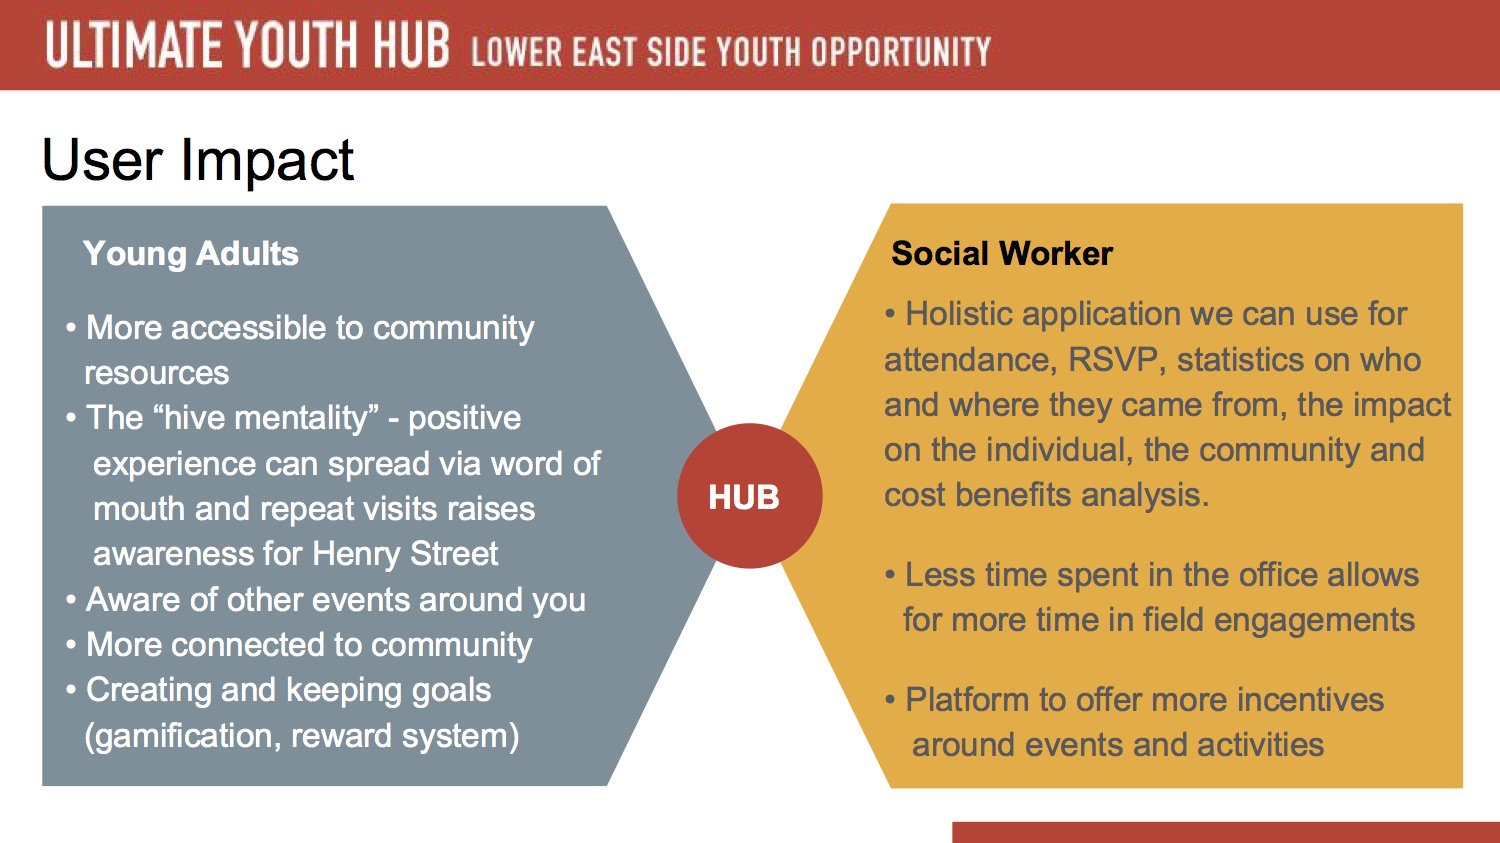 ULTIMATE YOUTH HUB LOWER EAST SIDE YOUTH OPPORTUNITY
User Impact
Young Adults
• More accessible to community
resources
• The “hive mentality” - positive
experience can spread via word of
mouth and repeat visits raises
awareness for Henry Street
• Aware of other events around you
• More connected to community
• Creating and keeping goals
(gamification, reward system)
HUB
Social Worker
• Holistic application we can use for
attendance, RSVP, statistics on who
and where they came from, the impact
on the individual, the community and
cost benefits analysis.
• Less time spent in the office allows
for more time in field engagements
• Platform to offer more incentives
around events and activities